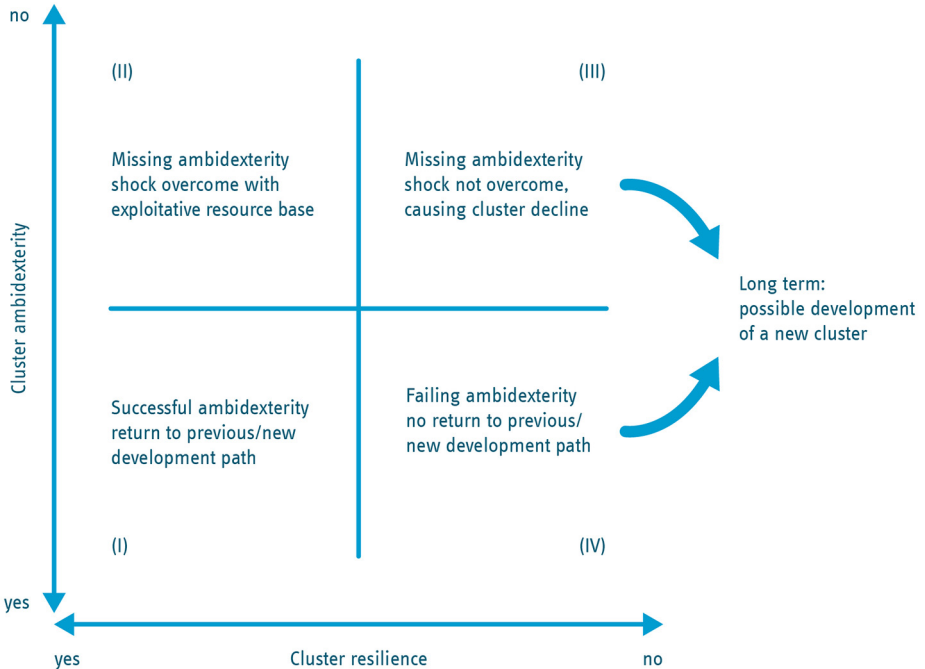 no
(II)
(III)
Missing ambidexterity
shock overcome with
exploitative resource base
Missing ambidexterity
shock not overcome,
causing cluster decline
Cluster ambidexterity
Long term:
possible development
of a new cluster
Successful ambidexterity
return to previous/new
development path
Failing ambidexterity
no return to previous/
new development path
(I)
(IV)
yes
yes
Cluster resilience
no